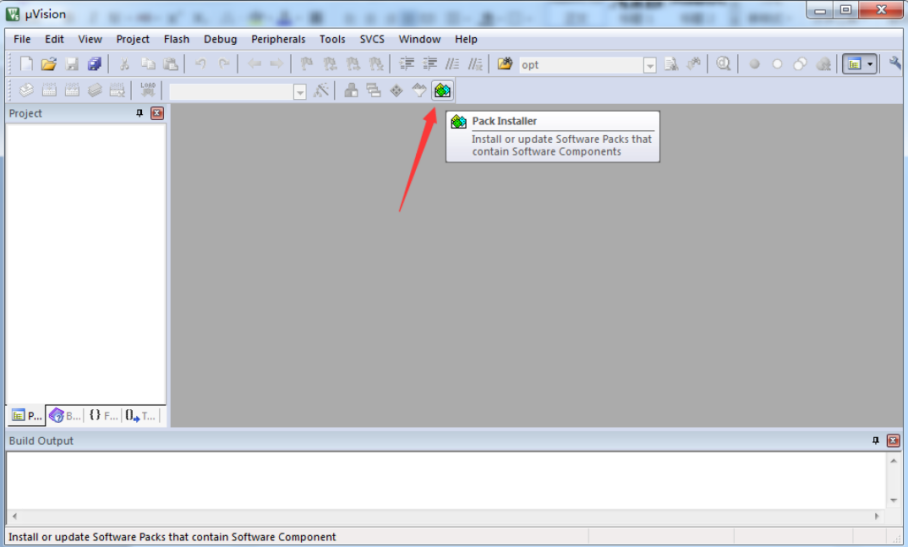 µVision
File Edit View Project Flash Debug Peripherals Tools SVCS Window Help
opt
LOAD
Project
Pack Installer
Install or update Software Packs that
contain Software Components
P... B... {} F... T...
Build Output
Install or update Software Packs that contain Software Component